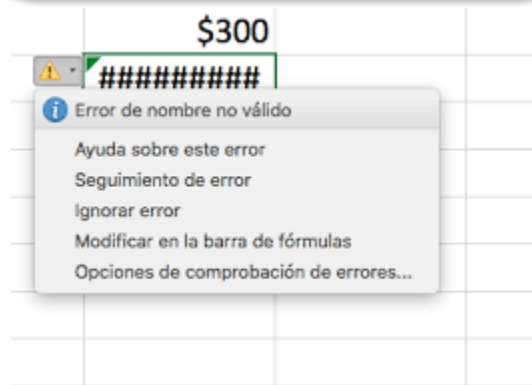 $300
#########
Error de nombre no válido
Ayuda sobre este error
Seguimiento de error
Ignorar error
Modificar en la barra de fórmulas
Opciones de comprobación de errores...